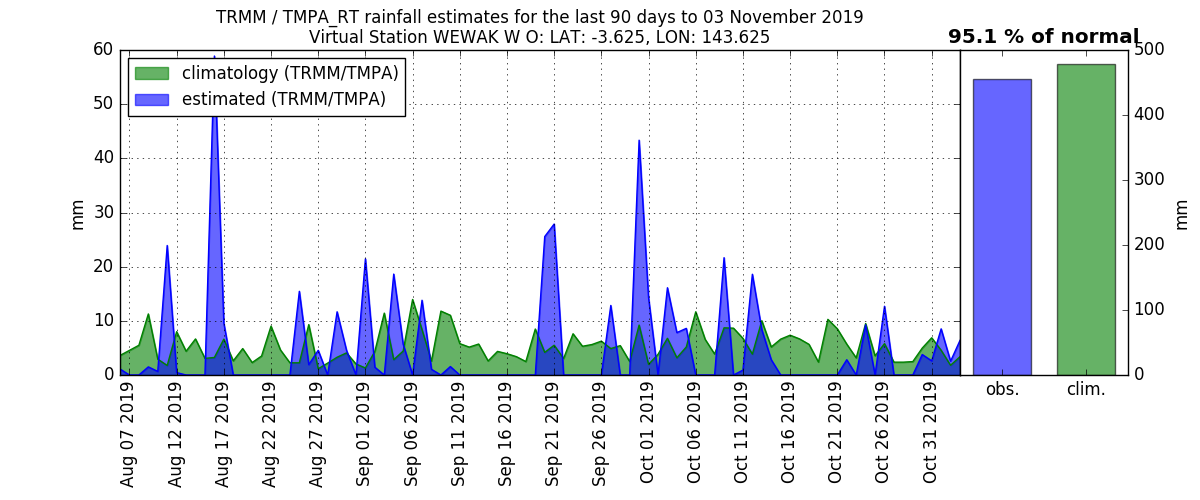 TRMM / TMPA_RT rainfall estimates for the last 90 days to 03 November 2019
Virtual Station WEWAK W O: LAT: -3.625, LON: 143.625
95.1 % of normal
climatology (TRMM/TMPA)
estimated (TRMM/TMPA)
60
50
40
30
20
10
0
mm
Aug 07 2019
Aug 12 2019
Aug 17 2019
Aug 22 2019
Aug 27 2019
Sep 01 2019
Sep 06 2019
Sep 11 2019
Sep 16 2019
Sep 21 2019
Sep 26 2019
Oct 01 2019
Oct 06 2019
Oct 11 2019
Oct 16 2019
Oct 21 2019
Oct 26 2019
Oct 31 2019
500
400
300
200
100
0
mm
obs.
clim.